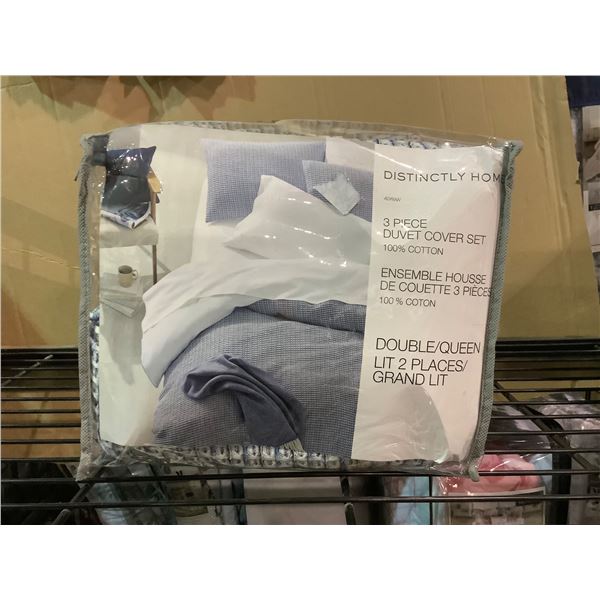 DISTINCTLY HOME
3 PIECE
DUVET COVER SET
100% COTTON
ENSEMBLE HOUSSE
DE COUETTE 3 PIÈCES
100 % COTON
DOUBLE/QUEEN
LIT 2 PLACES/
GRAND LIT